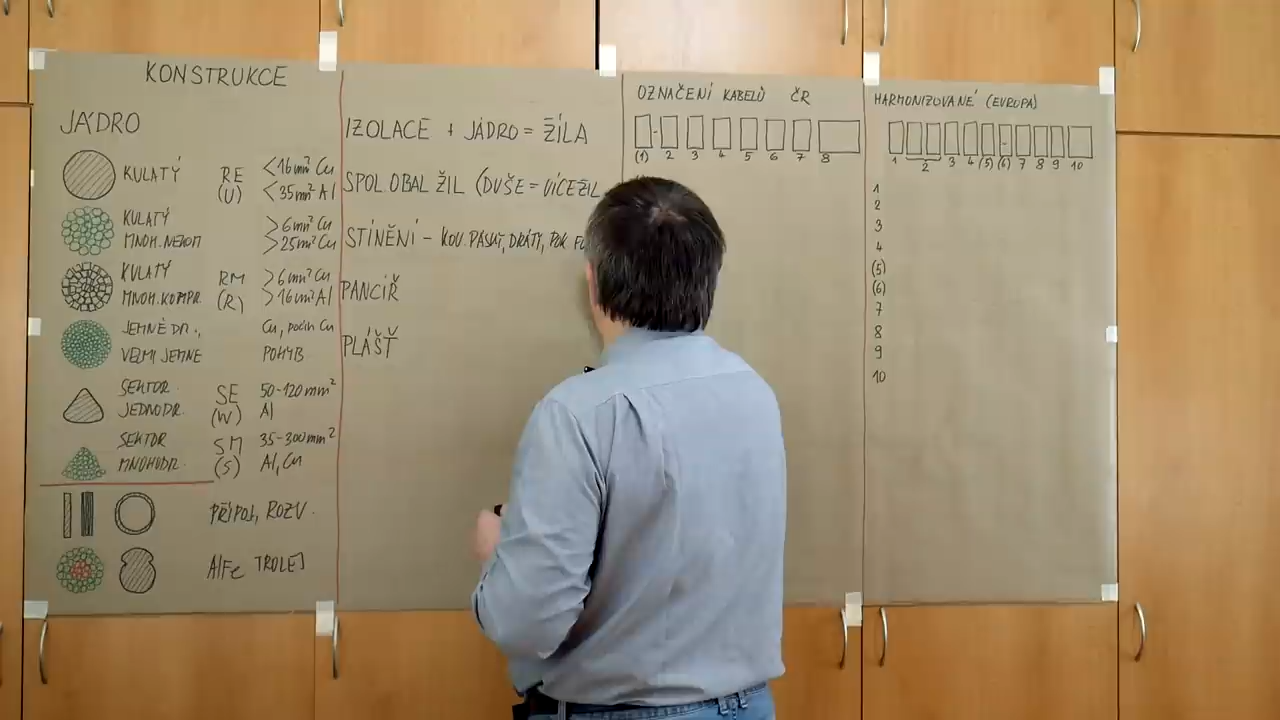 KONSTRUKCE
JÁDRO
KULATÝ RE <16mm² Cu
(U) <35mm² Al
KULATÝ >6mm² Cu
MNOH.NEKOM >25mm² Cu
KULATÝ RM >6mm² Cu
MNOH.KOMPR. (R) >16mm² Al
JEMNĚ DR., Cu, pocín Cu
VELMI JEMNĚ POHYB
SEKTOR. SE 50-120mm²
JEDNODR. (W) Al
SEKTOR SM 35-300mm²
MNOHODR. (S) Al, Cu
PŘÍPOJ, ROZV.
AlFe TROLEJ
IZOLACE + JÁDRO = ŽÍLA
SPOL.OBAL ŽIL (DUŠE = VÍCEŽIL
STÍNĚNÍ - KOV. PÁSKY, DRÁTY, POK.
PANCÍŘ
PLÁŠŤ
OZNAČENÍ KABELŮ ČR
-
(1) 2 3 4 5 6 7 8
HARMONIZOVANÉ (EVROPA)
-
1 2 3 4 (5) (6) 7 8 9 10
1
2
3
4
(5)
(6)
7
8
9
10